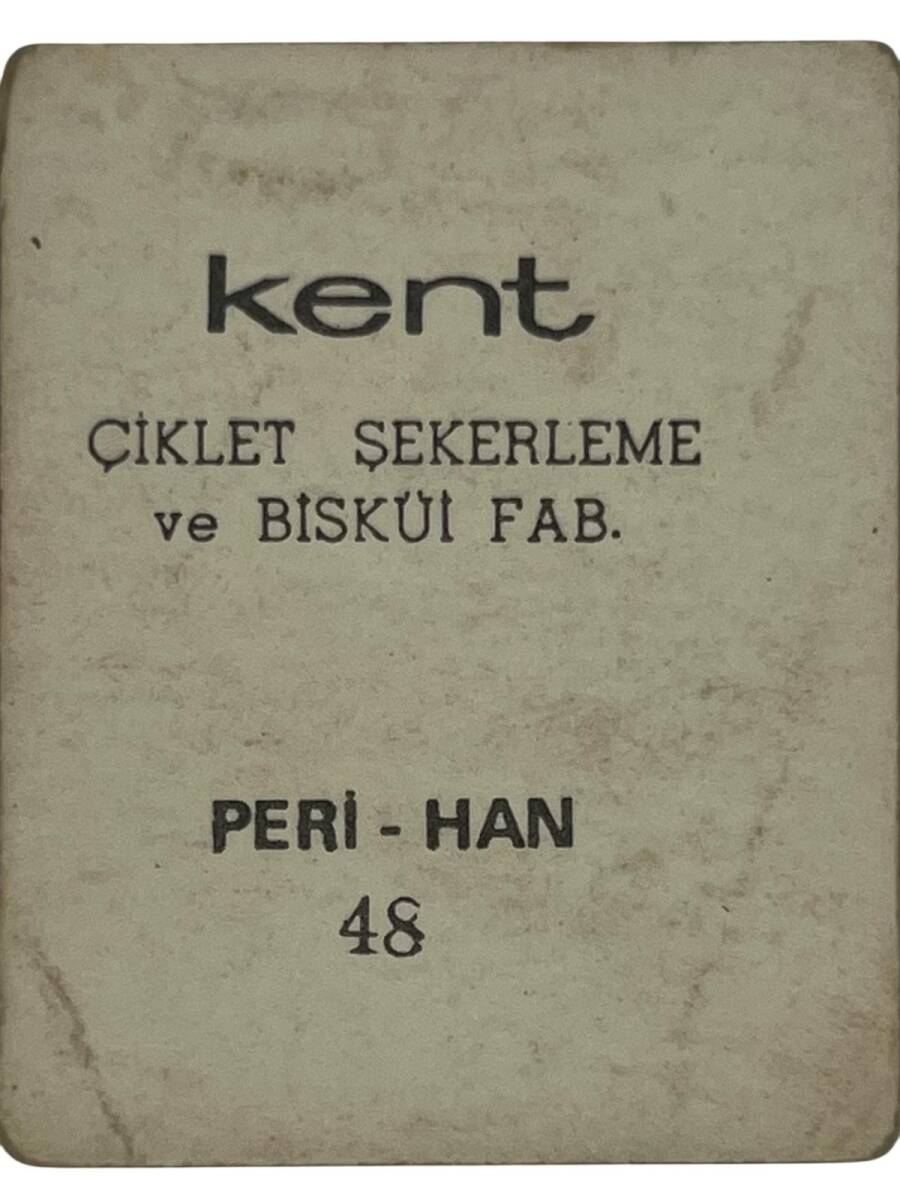 kent
ÇİKLET ŞEKERLEME
ve BİSKÜİ FAB.
PERİ - HAN
48